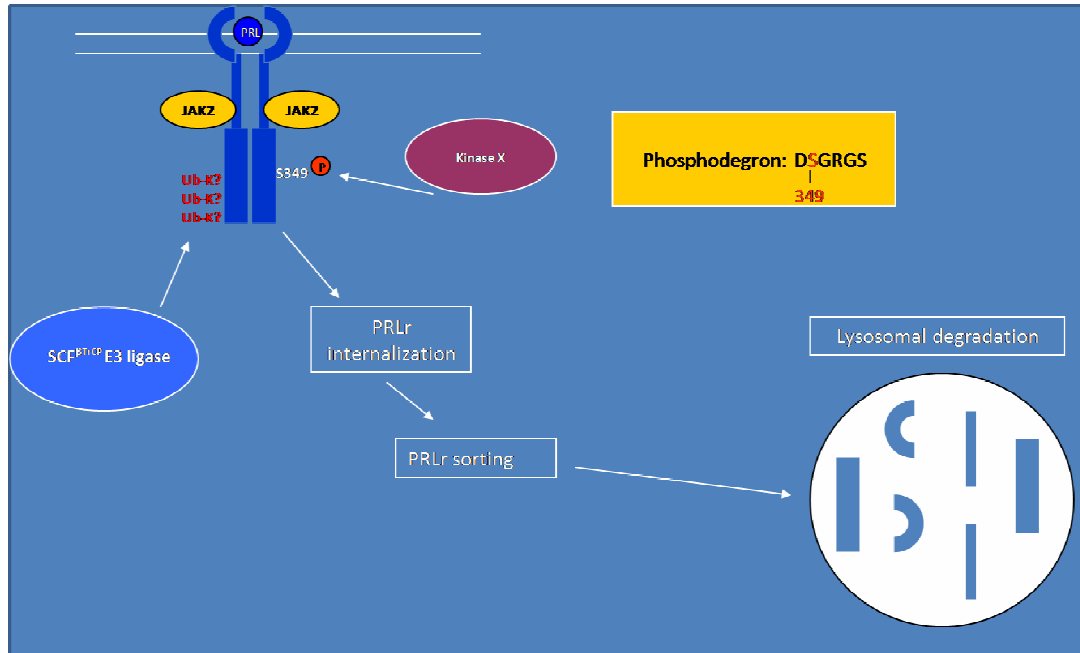 PRL
JAK2
JAK2
Kinase X
Phosphodegron: DSGRGS
349
S349
P
Ub-K?
Ub-K?
Ub-K?
SCFβTrCP E3 ligase
PRLr
internalization
Lysosomal degradation
PRLr sorting